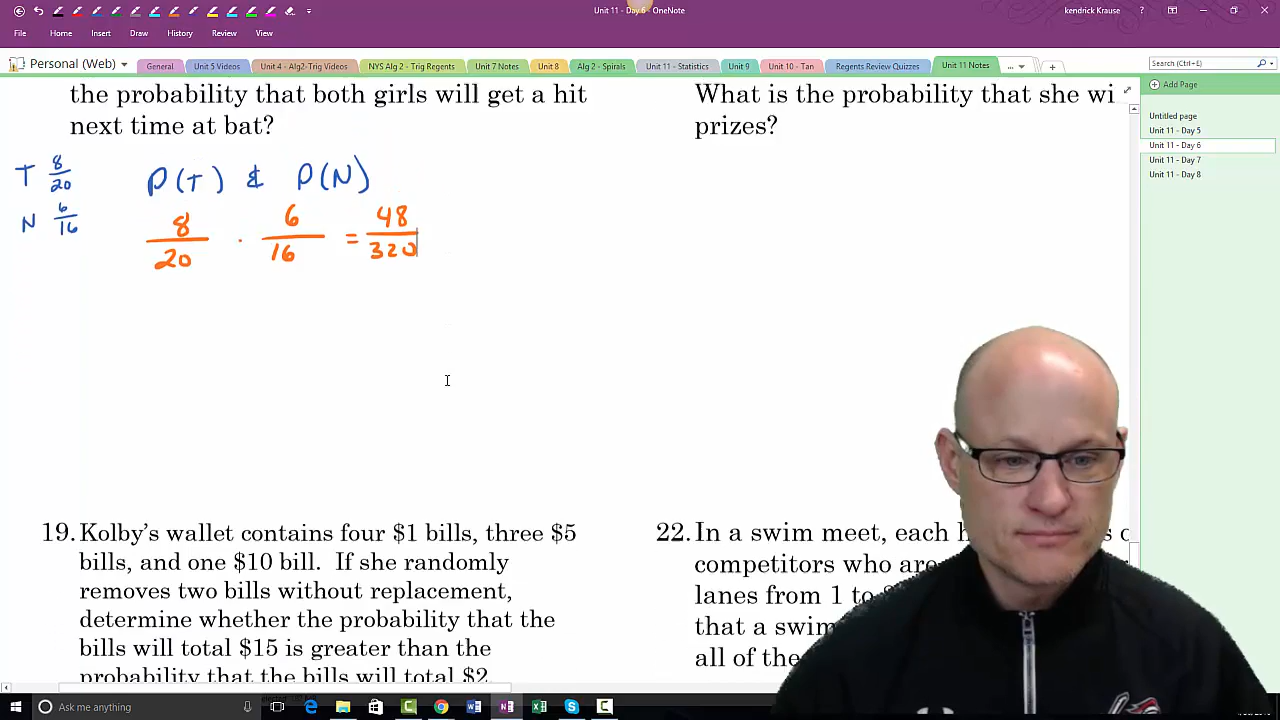 Unit 11 - Day 6 - OneNote
kendrick Krause
?
File Home Insert Draw History Review View
Personal (Web)
General Unit 5 Videos Unit 4 - Alg2-Trig Videos NYS Alg 2 - Trig Regents Unit 7 Notes Unit 8 Alg 2 - Spirals Unit 11 - Statistics Unit 9 Unit 10 - Tan Regents Review Quizzes Unit 11 Notes ...
Search (Ctrl+E)
Add Page
Untitled page
Unit 11 - Day 5
Unit 11 - Day 6
Unit 11 - Day 7
Unit 11 - Day 8
the probability that both girls will get a hit
next time at bat?
T 8/20
N 6/16
P(T) & P(N)
8/20 · 6/16 = 48/320
19. Kolby's wallet contains four $1 bills, three $5
bills, and one $10 bill. If she randomly
removes two bills without replacement,
determine whether the probability that the
bills will total $15 is greater than the
probability that the bills will total $2
What is the probability that she wi
prizes?
22. In a swim meet, each
competitors who
lanes from 1 to
that a
all of
Ask me anything